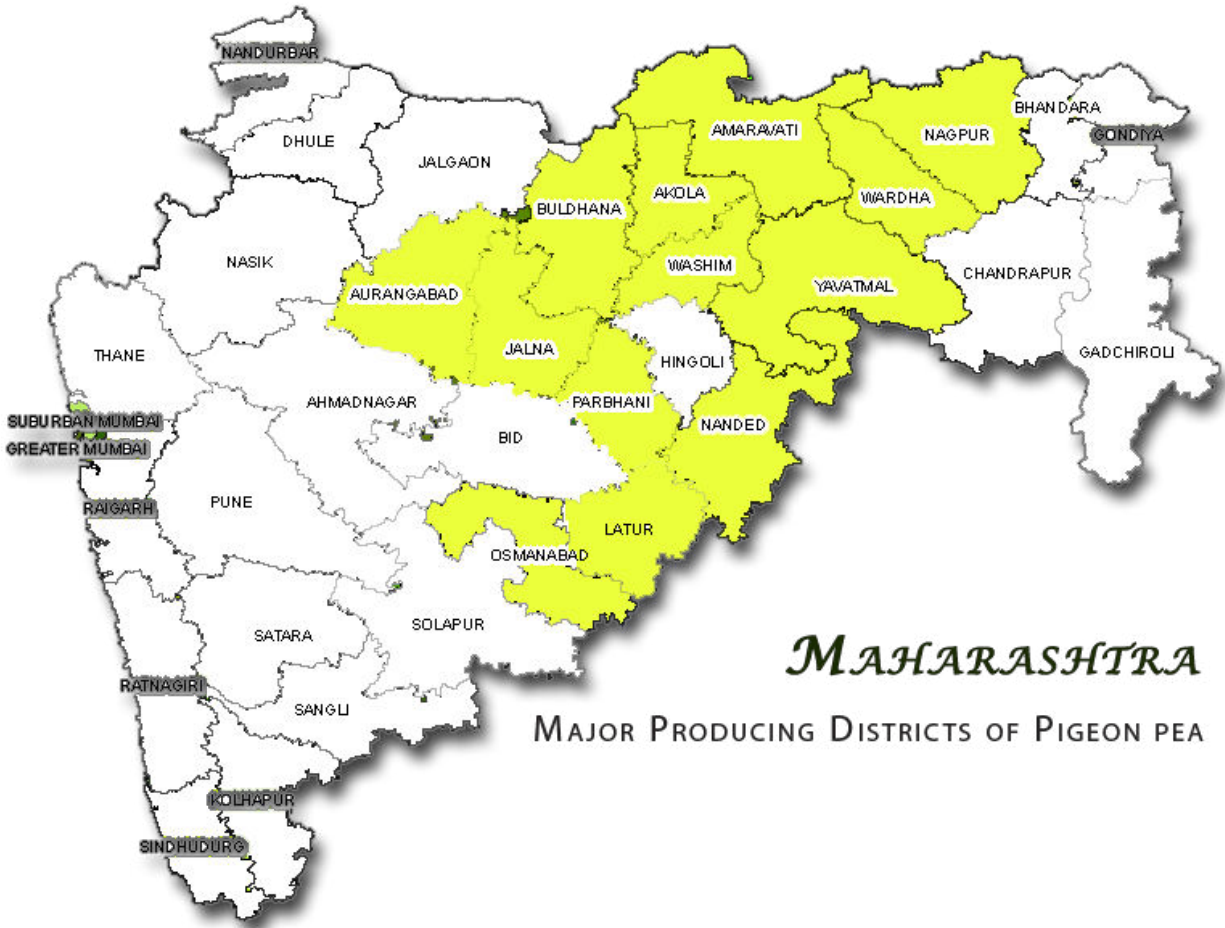 NANDURBAR
DHULE
JALGAON
BULDHANA
AKOLA
AMARAVATI
NAGPUR
BHANDARA
GONDIYA
WARDHA
WASHIM
YAVATMAL
CHANDRAPUR
GADCHIROLI
NASIK
AURANGABAD
JALNA
HINGOLI
THANE
AHMADNAGAR
PARBHANI
NANDED
BID
SUBURBAN MUMBAI
GREATER MUMBAI
RAIGARH
PUNE
LATUR
OSMANABAD
SOLAPUR
SATARA
RATNAGIRI
SANGLI
KOLHAPUR
SINDHUDURG
MAHARASHTRA
MAJOR PRODUCING DISTRICTS OF PIGEON PEA